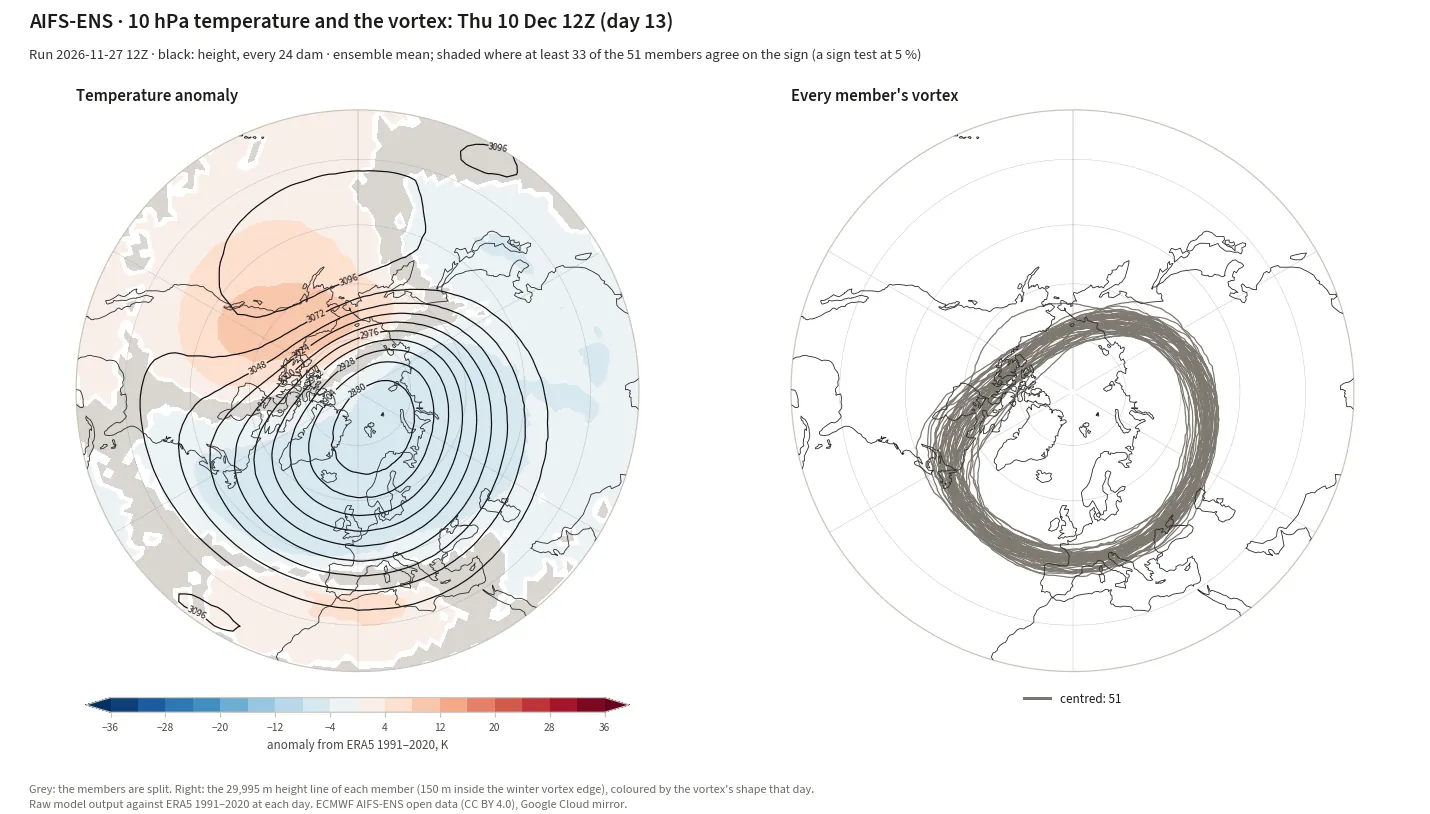 AIFS-ENS · 10 hPa temperature and the vortex: Thu 10 Dec 12Z (day 13)
Run 2026-11-27 12Z · black: height, every 24 dam · ensemble mean; shaded where at least 33 of the 51 members agree on the sign (a sign test at 5 %)
Temperature anomaly
Every member's vortex
3096
3096
3072
2976
3024
3048
3000
2928
2880
3096
centred: 51
−36 −28 −20 −12 −4 4 12 20 28 36
anomaly from ERA5 1991–2020, K
Grey: the members are split. Right: the 29,995 m height line of each member (150 m inside the winter vortex edge), coloured by the vortex's shape that day.
Raw model output against ERA5 1991–2020 at each day. ECMWF AIFS-ENS open data (CC BY 4.0), Google Cloud mirror.